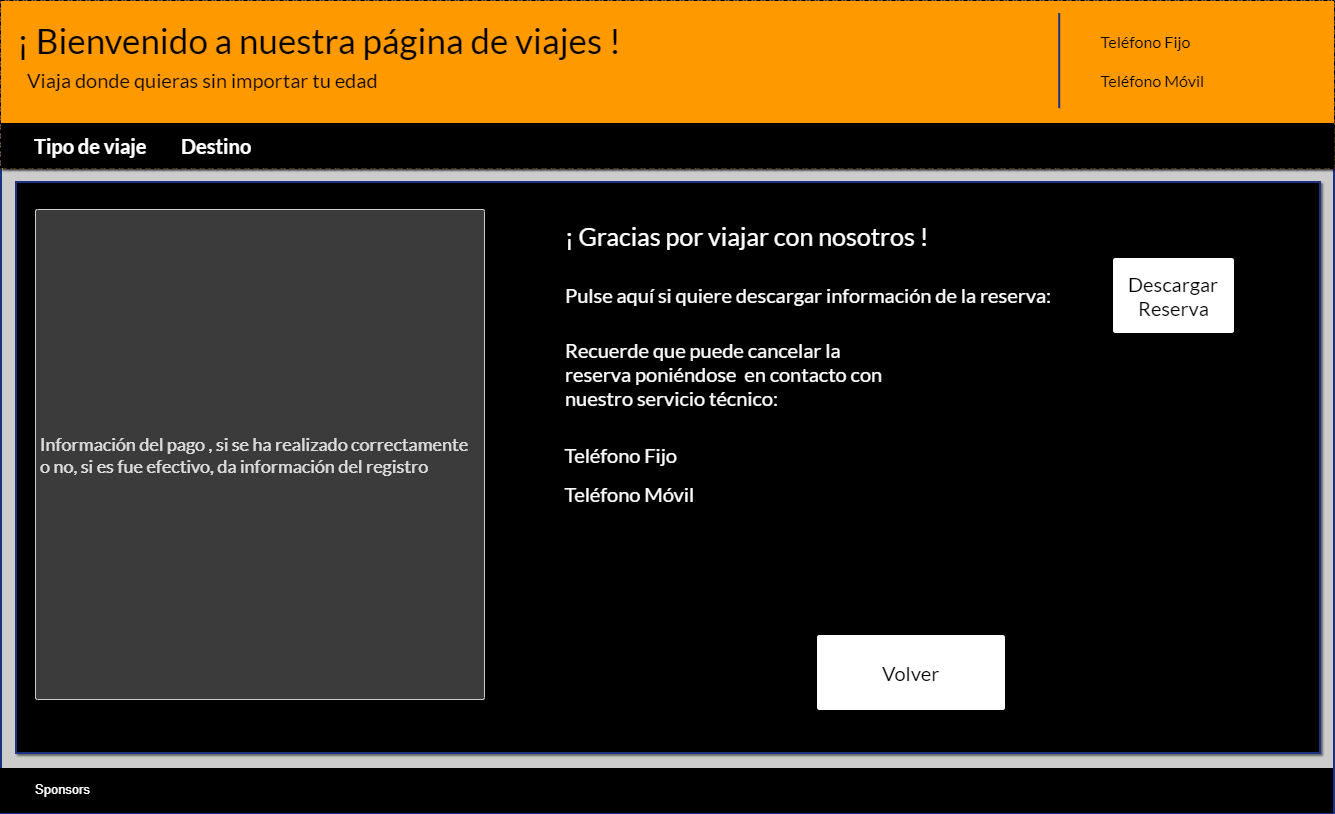 ¡ Bienvenido a nuestra página de viajes !
Viaja donde quieras sin importar tu edad
Teléfono Fijo
Teléfono Móvil
Tipo de viaje
Destino
Información del pago , si se ha realizado correctamente
o no, si es fue efectivo, da información del registro
¡ Gracias por viajar con nosotros !
Pulse aquí si quiere descargar información de la reserva:
Descargar
Reserva
Recuerde que puede cancelar la
reserva poniéndose  en contacto con
nuestro servicio técnico:
Teléfono Fijo
Teléfono Móvil
Volver
Sponsors